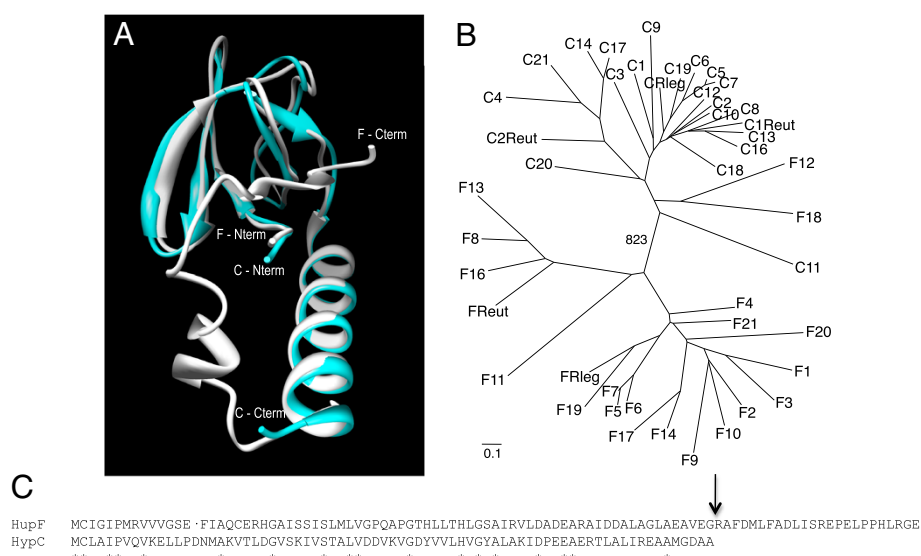 A
F - Cterm
F - Nterm
C - Nterm
C - Cterm
B
C9
C14
C17
C21
C3
C1
C19
C6
CRleg
C5
C7
C4
C12
C2
C8
C10
C1Reut
C2Reut
C13
C16
C20
C18
F12
F13
F18
823
F8
C11
F16
FReut
F4
F21
F20
F11
FRleg
F1
F7
F3
F19
F5
F6
F2
F17
F14
F10
F9
0.1
C
HupF MCIGIPMRVVVGSE·FIAQCERHGAISSISLMLVGPQAPGTHLLTHLGSAIRVLDADEARAIDDALAGLAEAVEGRAFDMLFADLISREPELPPHLRGE
HypC MCLAIPVQVKELLPDNMAKVTLDGVSKIVSTALVDDVKVGDYVVLHVGYALAKIDPEEAERTLALIREAAMGDAA
** ** * * * * ** * * * * * ** *